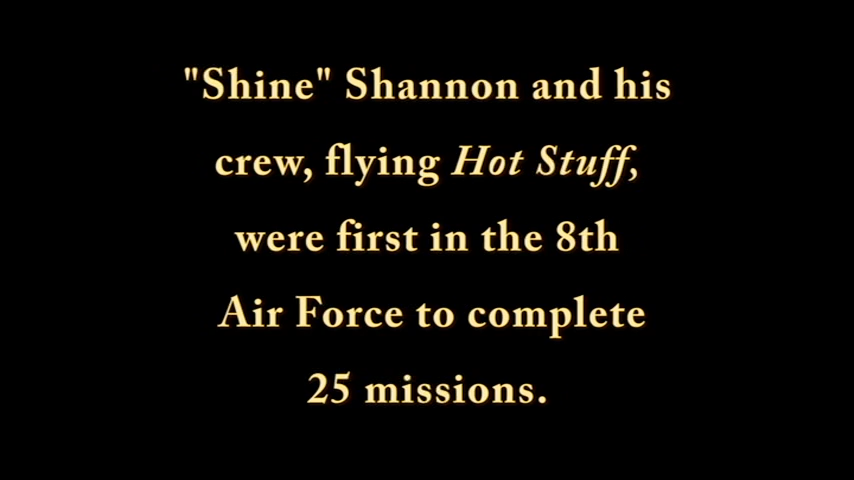 "Shine" Shannon and his
crew, flying Hot Stuff,
were first in the 8th
Air Force to complete
25 missions.